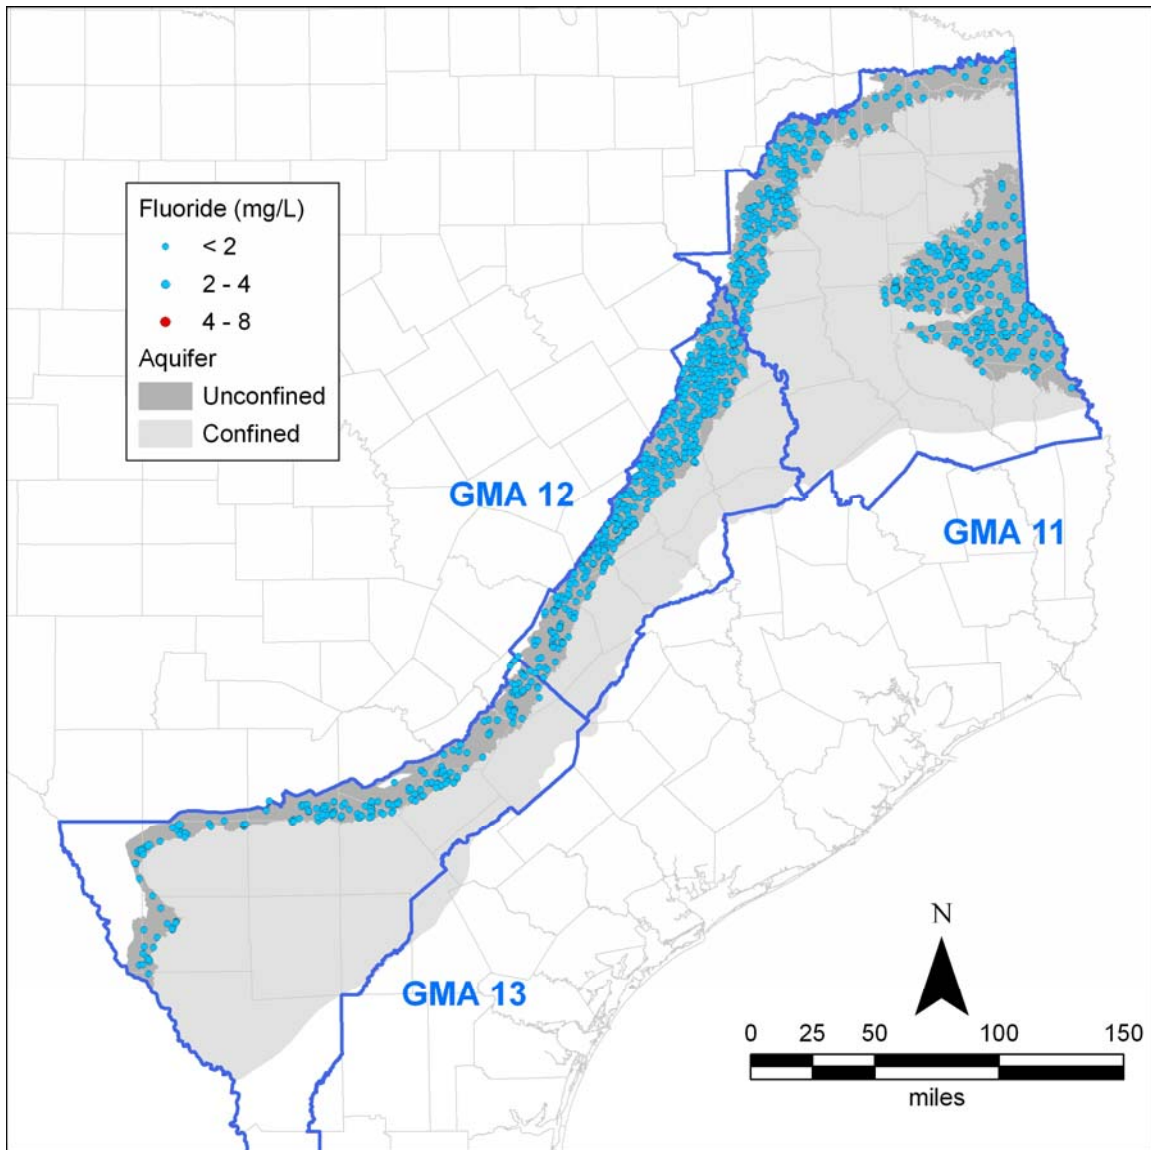 Fluoride (mg/L)
< 2
2 - 4
4 - 8
Aquifer
Unconfined
Confined
GMA 12
GMA 11
GMA 13
N
0 25 50 100 150
miles